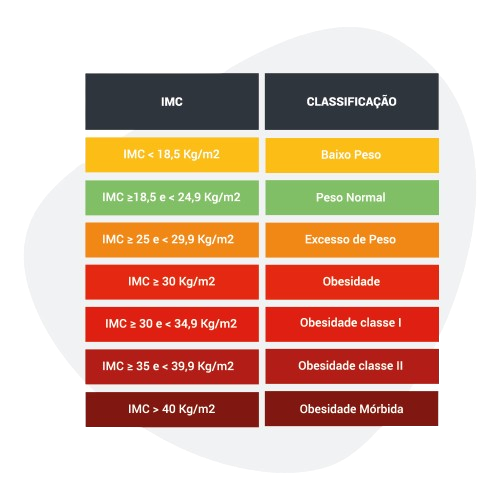 IMC CLASSIFICAÇÃO
IMC < 18,5 Kg/m2 Baixo Peso
IMC ≥18,5 e < 24,9 Kg/m2 Peso Normal
IMC ≥ 25 e < 29,9 Kg/m2 Excesso de Peso
IMC ≥ 30 Kg/m2 Obesidade
IMC ≥ 30 e < 34,9 Kg/m2 Obesidade classe I
IMC ≥ 35 e < 39,9 Kg/m2 Obesidade classe II
IMC > 40 Kg/m2 Obesidade Mórbida